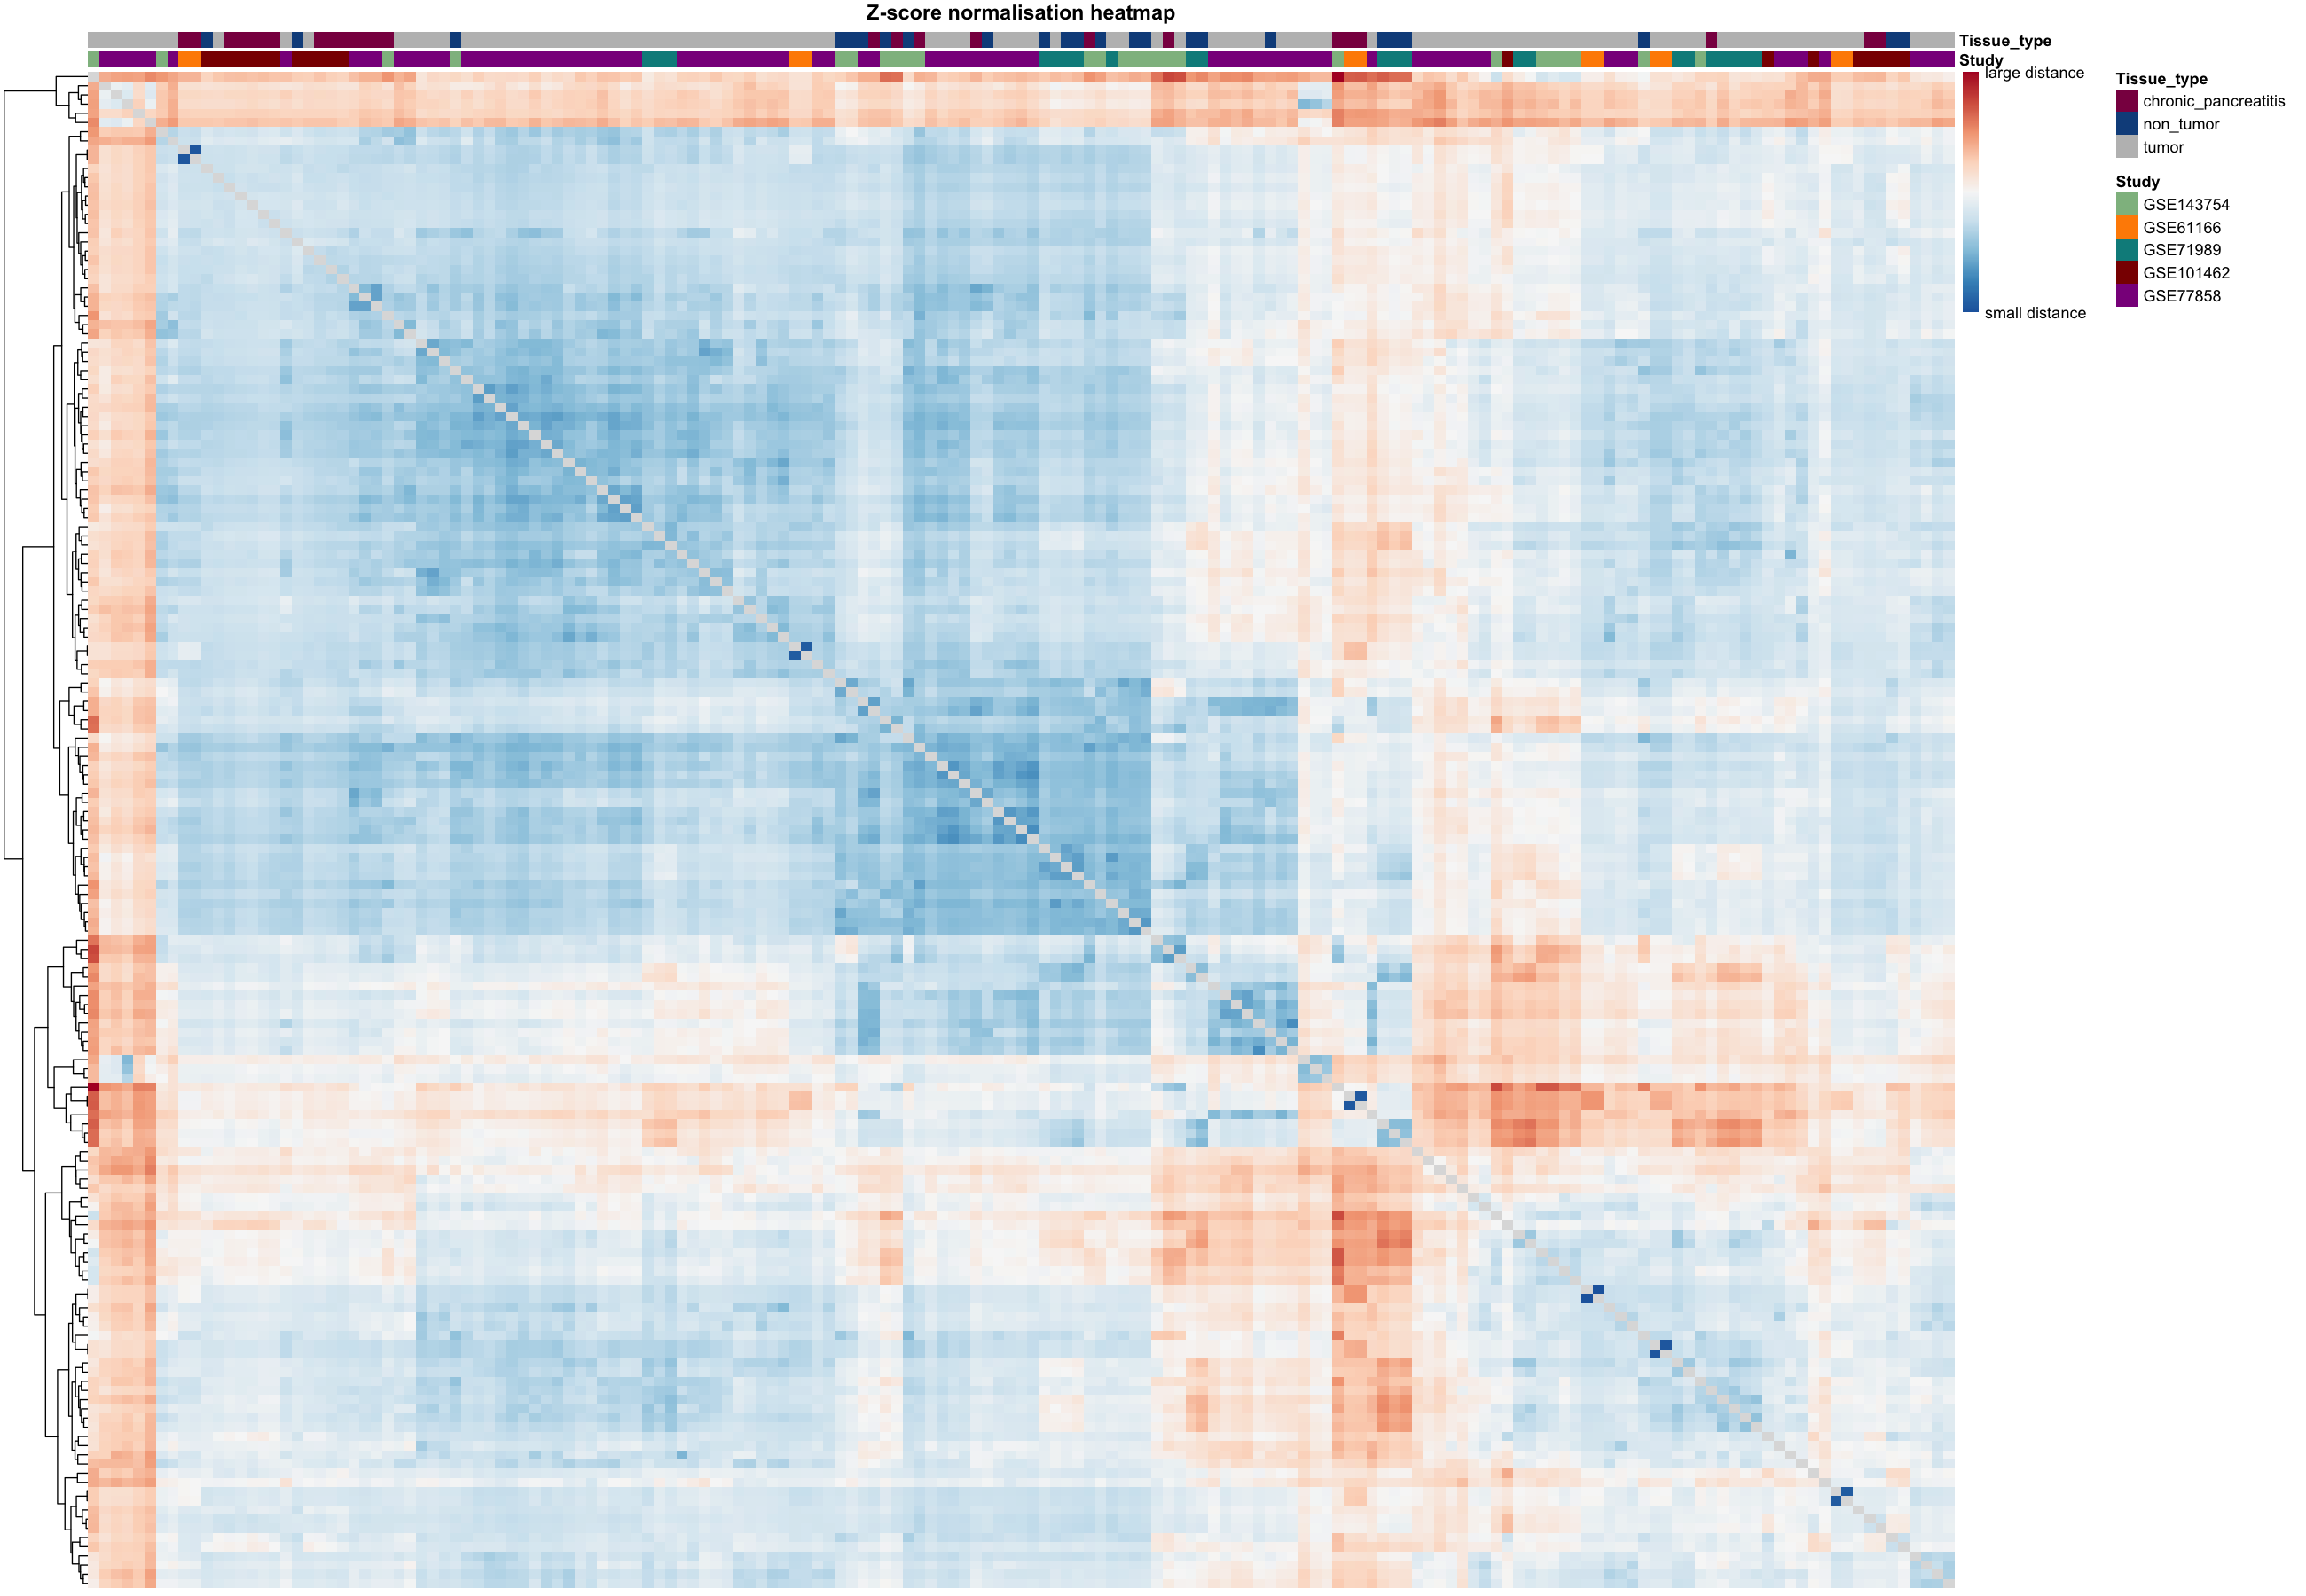 Z-score normalisation heatmap
Tissue_type
Study
large distance
small distance
Tissue_type
chronic_pancreatitis
non_tumor
tumor
Study
GSE143754
GSE61166
GSE71989
GSE101462
GSE77858